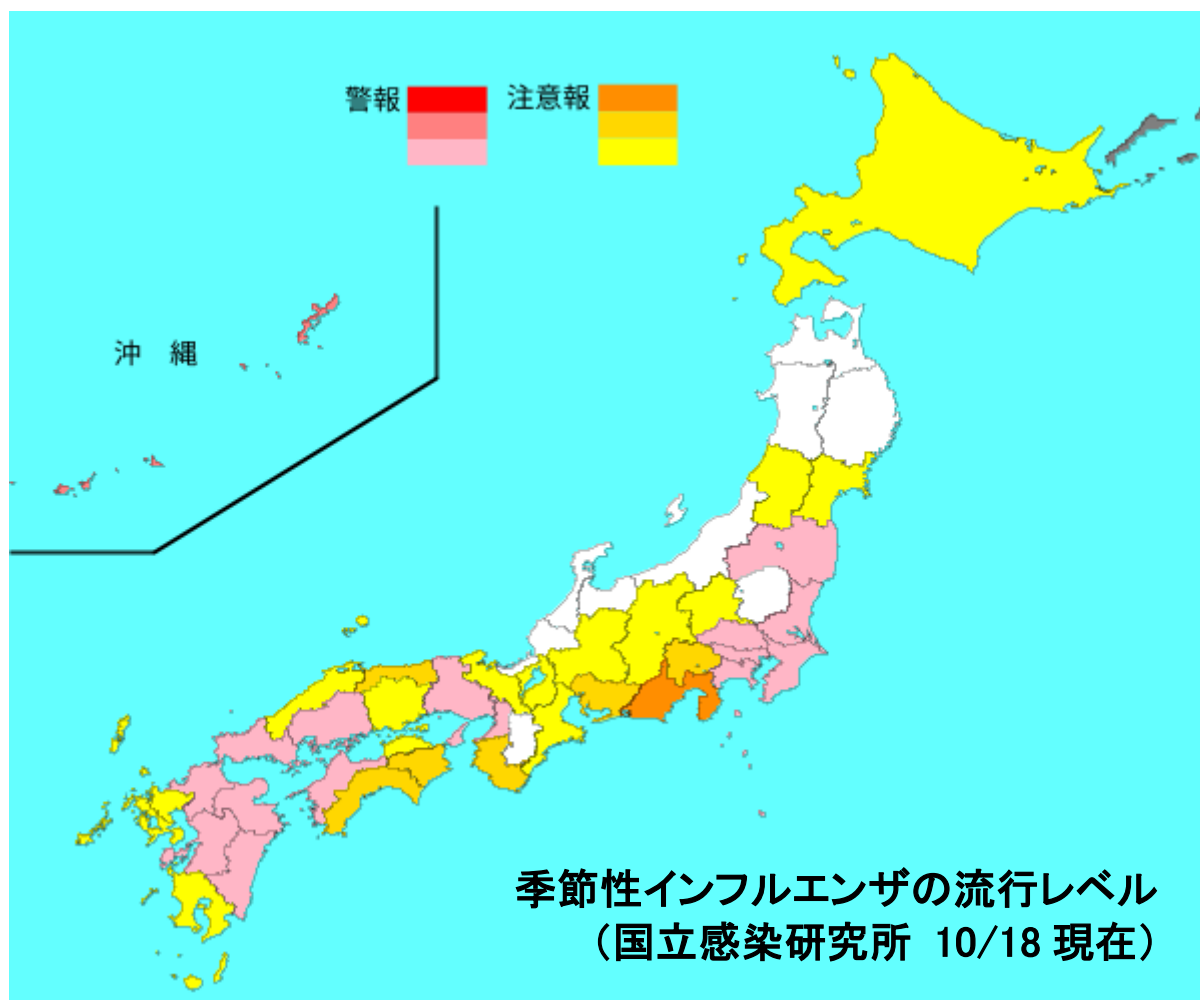 警報
注意報
沖 縄
季節性インフルエンザの流行レベル
（国立感染研究所 10/18 現在）